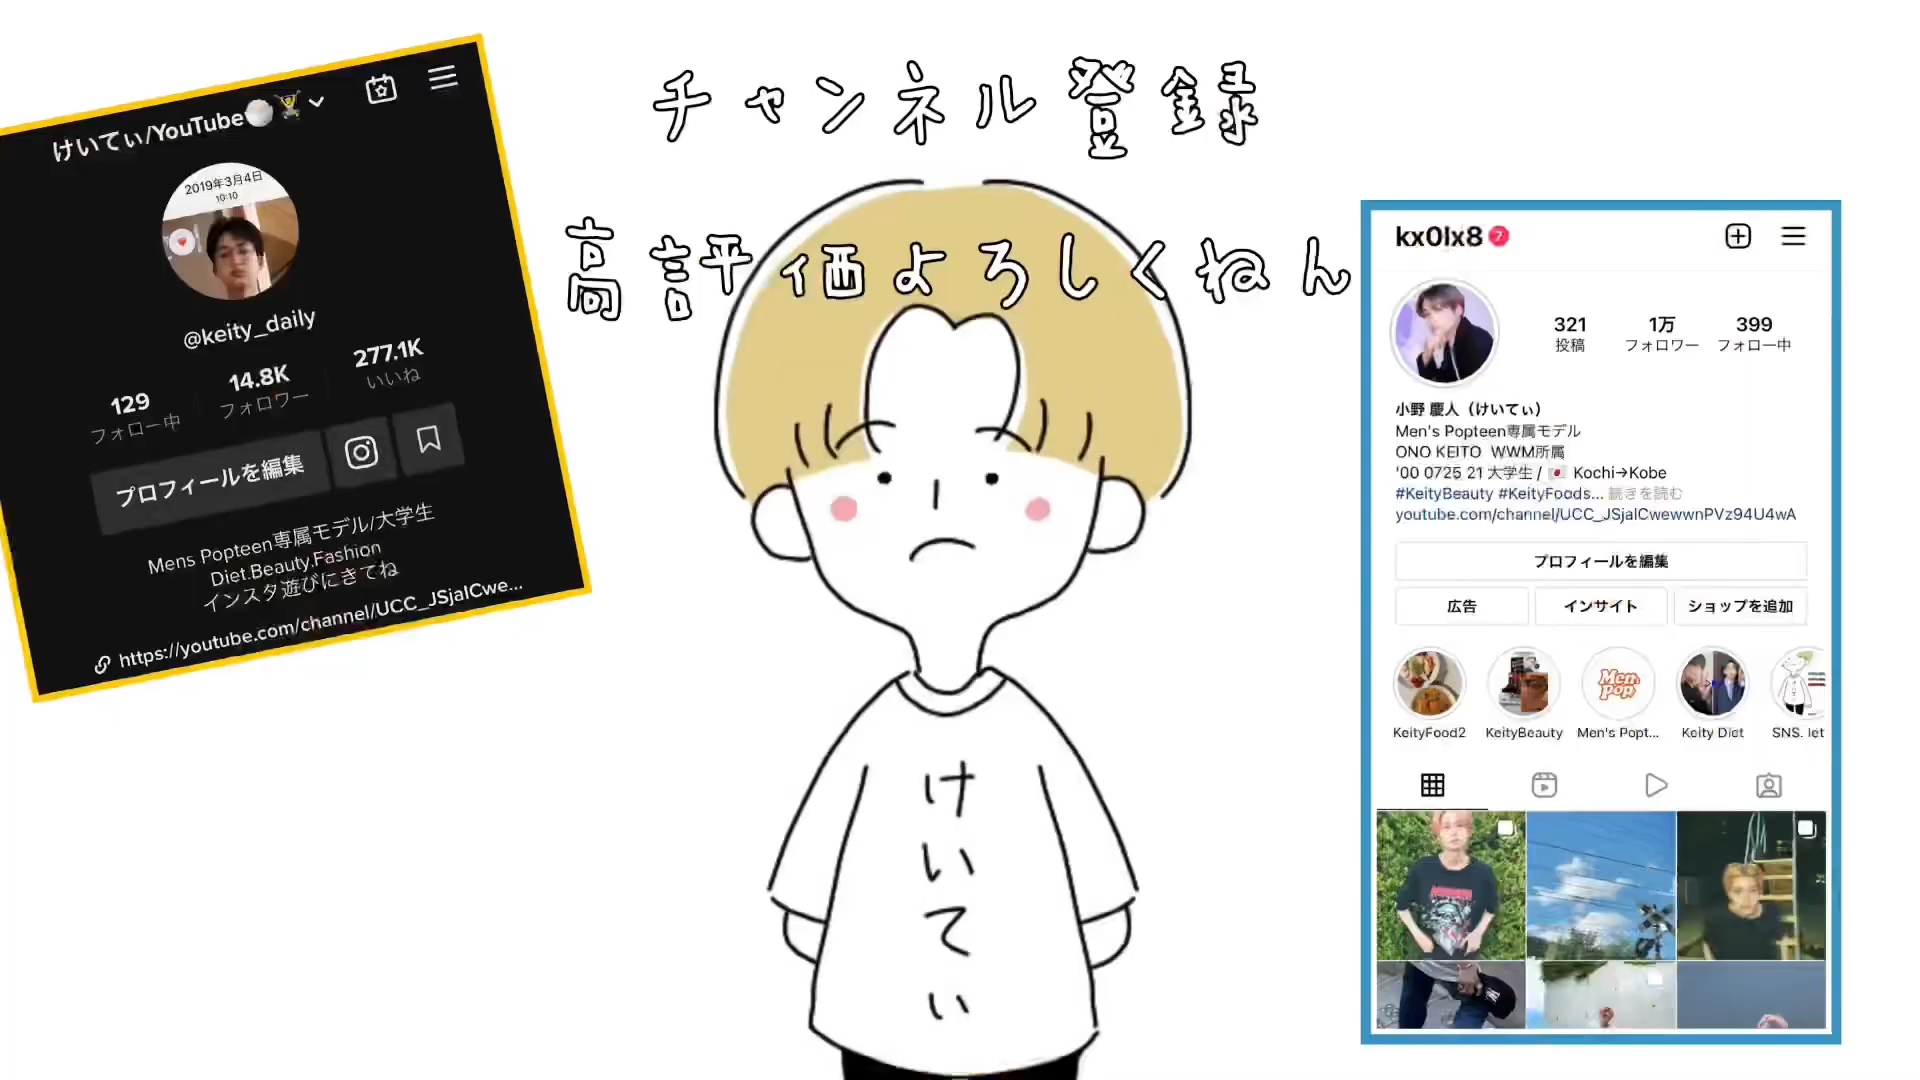 チャンネル登録
高評価よろしくねん
けいてぃ/YouTube
2019年3月4日
10:10
@keity_daily
129
フォロー中
14.8K
フォロワー
277.1K
いいね
プロフィールを編集
Mens Popteen専属モデル/大学生
Diet.Beauty.Fashion
インスタ遊びにきてね
https://youtube.com/channel/UCC_JSjaICwe...
けいてぃ
kx0lx8 7
321
投稿
1万
フォロワー
399
フォロー中
小野 慶人（けいてぃ）
Men's Popteen専属モデル
ONO KEITO WWM所属
'00 0725 21 大学生 / 🇯🇵 Kochi→Kobe
#KeityBeauty #KeityFoods... 続きを読む
youtube.com/channel/UCC_JSjaICwewwnPVz94U4wA
プロフィールを編集
広告 インサイト ショップを追加
Men's pop
KeityFood2 KeityBeauty Men's Popt... Keity Diet SNS. let